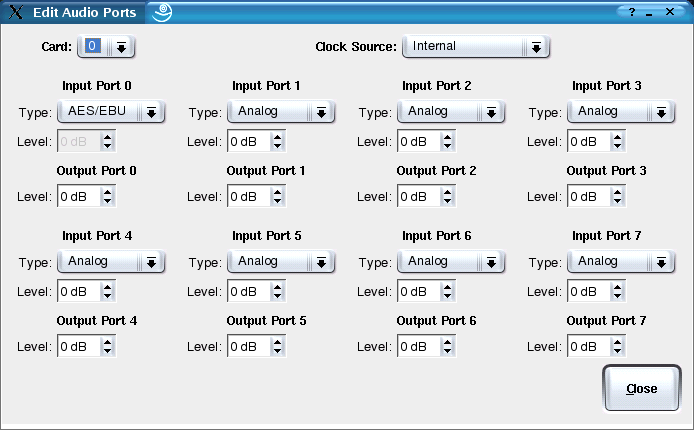 Edit Audio Ports ? _ X
Card: 0 Clock Source: Internal
Input Port 0 Input Port 1 Input Port 2 Input Port 3
Type: AES/EBU Type: Analog Type: Analog Type: Analog
Level: 0 dB Level: 0 dB Level: 0 dB Level: 0 dB
Output Port 0 Output Port 1 Output Port 2 Output Port 3
Level: 0 dB Level: 0 dB Level: 0 dB Level: 0 dB
Input Port 4 Input Port 5 Input Port 6 Input Port 7
Type: Analog Type: Analog Type: Analog Type: Analog
Level: 0 dB Level: 0 dB Level: 0 dB Level: 0 dB
Output Port 4 Output Port 5 Output Port 6 Output Port 7
Level: 0 dB Level: 0 dB Level: 0 dB Level: 0 dB
Close